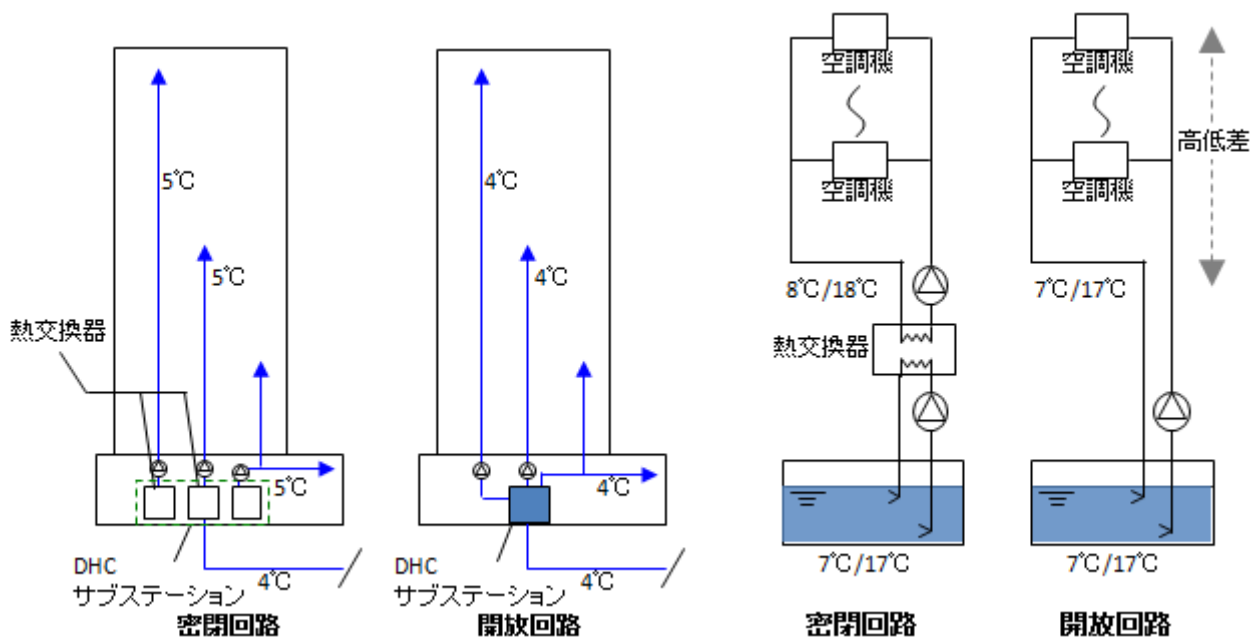 5℃
5℃
熱交換器
5℃
DHC
サブステーション
4℃
密閉回路
4℃
4℃
4℃
DHC
サブステーション
4℃
開放回路
空調機
空調機
8℃/18℃
熱交換器
7℃/17℃
密閉回路
空調機
空調機
高低差
7℃/17℃
7℃/17℃
開放回路